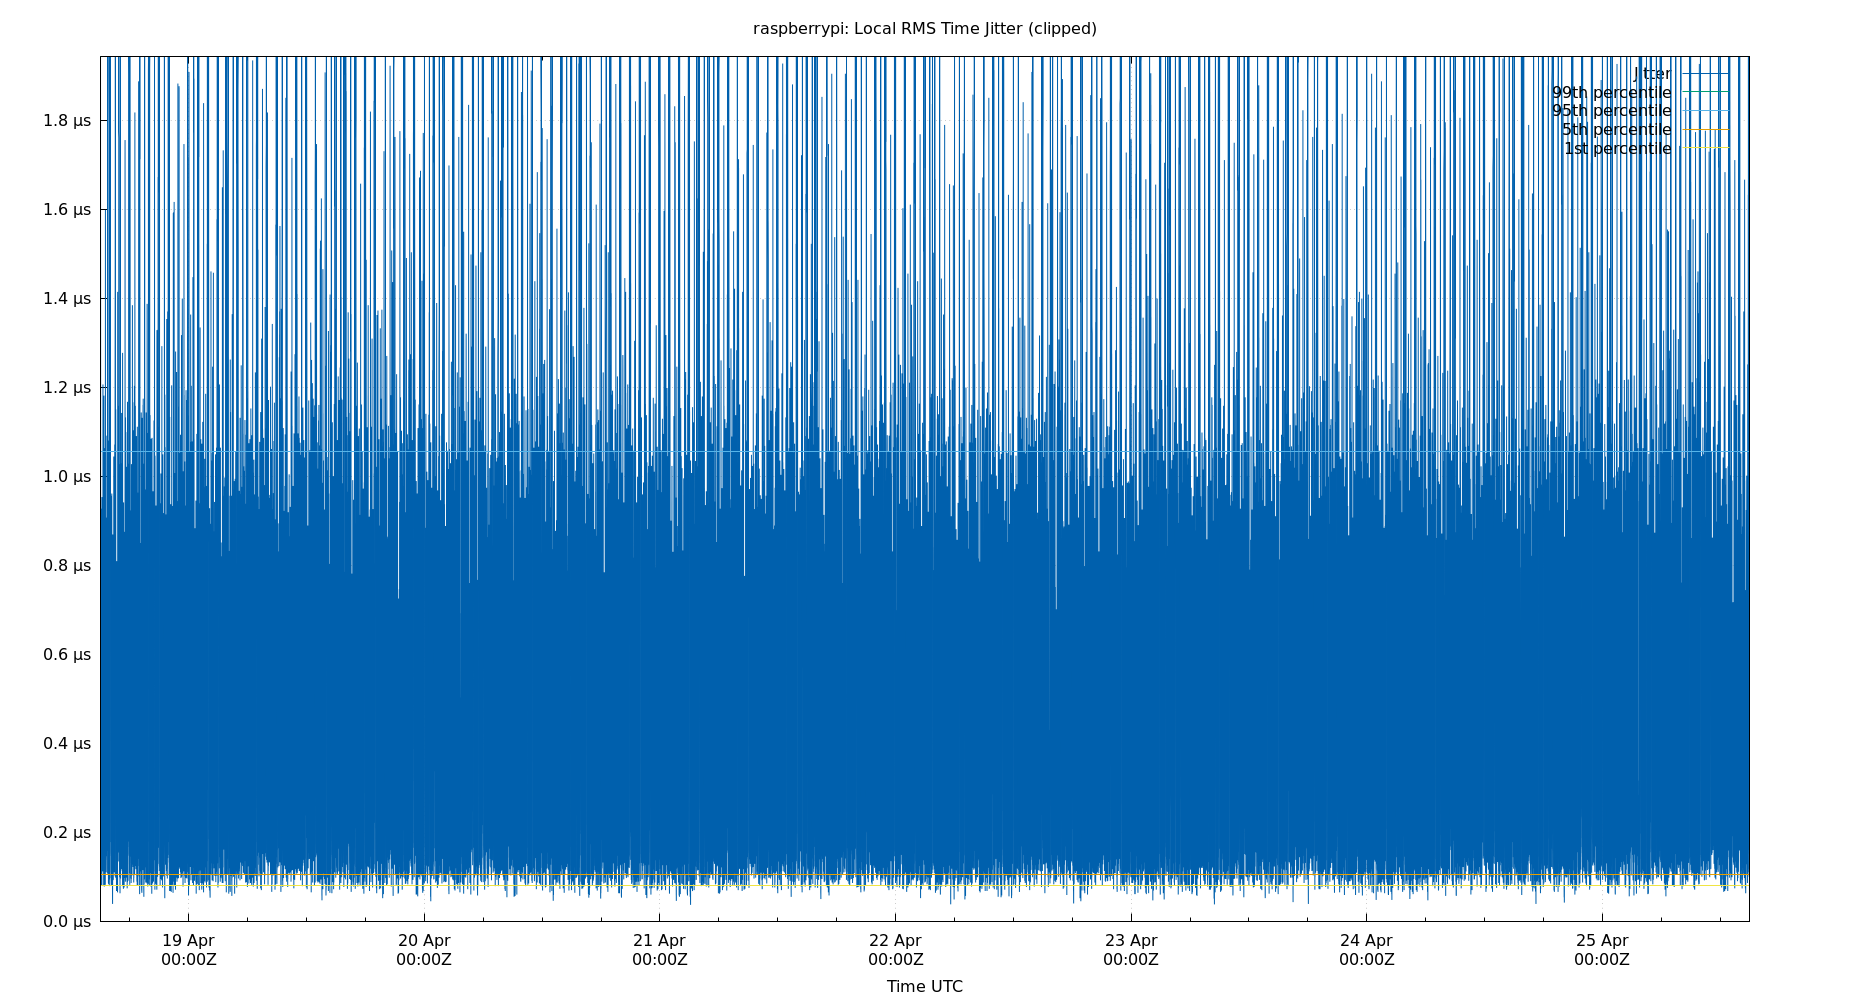 raspberrypi: Local RMS Time Jitter (clipped)
Jitter
99th percentile
95th percentile
5th percentile
1st percentile
1.8 μs
1.6 μs
1.4 μs
1.2 μs
1.0 μs
0.8 μs
0.6 μs
0.4 μs
0.2 μs
0.0 μs
19 Apr 20 Apr 21 Apr 22 Apr 23 Apr 24 Apr 25 Apr
00:00Z 00:00Z 00:00Z 00:00Z 00:00Z 00:00Z 00:00Z
Time UTC